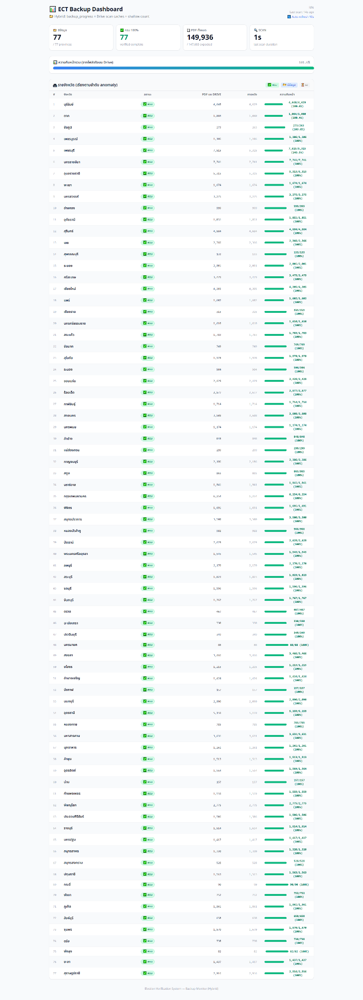 📊 ECT Backup Dashboard
📂 Hybrid: backup_progress + Drive scan caches + shallow count
Idle
Last scan: 14s ago
🔄 Auto-refresh 10s
📂 มีข้อมูล
77
/ 77 provinces
✅ ครบ 100%
77
verified complete
📋 PDF ทั้งหมด
149,936
/ 147,603 expected
🔍 SCAN
1s
last scan duration
📊 ความคืบหน้ารวม (จากไฟล์จริงบน Drive) 101.6%
รายจังหวัด (เรียงตามลำดับ anomaly) ✅ ครบ 📂 มีข้อมูล ⏰ รอ
# จังหวัด สถานะ PDF บน DRIVE คาดหวัง ความคืบหน้า
1 บุรีรัมย์ ✅ ครบ 4,648 4,629 4,648/4,629 (100.4%)
2 ตาก ✅ ครบ 1,084 1,080 1,084/1,080 (100.4%)
3 ชัยภูมิ ✅ ครบ 273 263 273/263 (103.8%)
4 เพชรบูรณ์ ✅ ครบ 1,106 1,106 1,106/1,106 (100%)
5 เพชรบุรี ✅ ครบ 7,615 5,315 7,615/5,315 (143.3%)
6 นครราชสีมา ✅ ครบ 7,741 7,741 7,741/7,741 (100%)
7 อุบลราชธานี ✅ ครบ 5,315 5,315 5,315/5,315 (100%)
8 พะเยา ✅ ครบ 1,674 1,674 1,674/1,674 (100%)
9 นครสวรรค์ ✅ ครบ 3,275 3,275 3,275/3,275 (100%)
10 อ่างทอง ✅ ครบ 999 999 999/999 (100%)
11 อุทัยธานี ✅ ครบ 1,851 1,851 1,851/1,851 (100%)
12 สุรินทร์ ✅ ครบ 4,684 4,684 4,684/4,684 (100%)
13 เลย ✅ ครบ 2,366 2,366 2,366/2,366 (100%)
14 สุพรรณบุรี ✅ ครบ 133 133 133/133 (100%)
15 ระยอง ✅ ครบ 2,001 2,001 2,001/2,001 (100%)
16 ศรีสะเกษ ✅ ครบ 3,479 3,479 3,479/3,479 (100%)
17 เชียงใหม่ ✅ ครบ 4,305 4,305 4,305/4,305 (100%)
18 แพร่ ✅ ครบ 1,602 1,602 1,602/1,602 (100%)
19 เชียงราย ✅ ครบ 315 315 315/315 (100%)
20 นครศรีธรรมราช ✅ ครบ 1,610 1,610 1,610/1,610 (100%)
21 สระแก้ว ✅ ครบ 1,783 1,783 1,783/1,783 (100%)
22 ชัยนาท ✅ ครบ 749 749 749/749 (100%)
23 สุโขทัย ✅ ครบ 1,978 1,978 1,978/1,978 (100%)
24 ระนอง ✅ ครบ 504 504 504/504 (100%)
25 ขอนแก่น ✅ ครบ 2,429 2,429 2,429/2,429 (100%)
26 ร้อยเอ็ด ✅ ครบ 3,677 3,677 3,677/3,677 (100%)
27 กาฬสินธุ์ ✅ ครบ 1,714 1,714 1,714/1,714 (100%)
28 สกลนคร ✅ ครบ 3,608 3,608 3,608/3,608 (100%)
29 นครพนม ✅ ครบ 1,174 1,174 1,174/1,174 (100%)
30 ลำปาง ✅ ครบ 848 848 848/848 (100%)
31 แม่ฮ่องสอน ✅ ครบ 299 299 299/299 (100%)
32 กาญจนบุรี ✅ ครบ 2,186 2,186 2,186/2,186 (100%)
33 สตูล ✅ ครบ 865 865 865/865 (100%)
34 นราธิวาส ✅ ครบ 1,941 1,941 1,941/1,941 (100%)
35 กรุงเทพมหานคร ✅ ครบ 6,254 6,254 6,254/6,254 (100%)
36 พิจิตร ✅ ครบ 1,691 1,691 1,691/1,691 (100%)
37 สมุทรปราการ ✅ ครบ 3,500 3,500 3,500/3,500 (100%)
38 หนองบัวลำภู ✅ ครบ 988 988 988/988 (100%)
39 ปัตตานี ✅ ครบ 2,629 2,629 2,629/2,629 (100%)
40 พระนครศรีอยุธยา ✅ ครบ 1,545 1,545 1,545/1,545 (100%)
41 ลพบุรี ✅ ครบ 2,170 2,170 2,170/2,170 (100%)
42 สระบุรี ✅ ครบ 1,823 1,823 1,823/1,823 (100%)
43 ชลบุรี ✅ ครบ 1,596 1,596 1,596/1,596 (100%)
44 จันทบุรี ✅ ครบ 1,767 1,767 1,767/1,767 (100%)
45 ตราด ✅ ครบ 467 467 467/467 (100%)
46 ฉะเชิงเทรา ✅ ครบ 330 330 330/330 (100%)
47 ปราจีนบุรี ✅ ครบ 349 349 349/349 (100%)
48 นครนายก ✅ ครบ 88 88 88/88 (100%)
49 สงขลา ✅ ครบ 3,466 3,466 3,466/3,466 (100%)
50 ยโสธร ✅ ครบ 1,215 1,215 1,215/1,215 (100%)
51 อำนาจเจริญ ✅ ครบ 1,424 1,424 1,424/1,424 (100%)
52 บึงกาฬ ✅ ครบ 157 157 157/157 (100%)
53 นนทบุรี ✅ ครบ 2,090 2,090 2,090/2,090 (100%)
54 อุดรธานี ✅ ครบ 5,159 5,159 5,159/5,159 (100%)
55 หนองคาย ✅ ครบ 785 785 785/785 (100%)
56 มหาสารคาม ✅ ครบ 3,631 3,631 3,631/3,631 (100%)
57 มุกดาหาร ✅ ครบ 1,261 1,261 1,261/1,261 (100%)
58 ลำพูน ✅ ครบ 1,513 1,513 1,513/1,513 (100%)
59 อุตรดิตถ์ ✅ ครบ 1,564 1,564 1,564/1,564 (100%)
60 น่าน ✅ ครบ 157 157 157/157 (100%)
61 กำแพงเพชร ✅ ครบ 1,559 1,559 1,559/1,559 (100%)
62 พิษณุโลก ✅ ครบ 2,775 2,775 2,775/2,775 (100%)
63 ประจวบคีรีขันธ์ ✅ ครบ 1,506 1,506 1,506/1,506 (100%)
64 ราชบุรี ✅ ครบ 1,614 1,614 1,614/1,614 (100%)
65 นครปฐม ✅ ครบ 1,417 1,417 1,417/1,417 (100%)
66 สมุทรสาคร ✅ ครบ 1,320 1,320 1,320/1,320 (100%)
67 สมุทรสงคราม ✅ ครบ 528 528 528/528 (100%)
68 ปทุมธานี ✅ ครบ 1,563 1,563 1,563/1,563 (100%)
69 กระบี่ ✅ ครบ 90 90 90/90 (100%)
70 พังงา ✅ ครบ 752 752 752/752 (100%)
71 ภูเก็ต ✅ ครบ 1,861 1,861 1,861/1,861 (100%)
72 สิงห์บุรี ✅ ครบ 658 658 658/658 (100%)
73 ชุมพร ✅ ครบ 1,670 1,670 1,670/1,670 (100%)
74 ตรัง ✅ ครบ 738 738 738/738 (100%)
75 พัทลุง ✅ ครบ 82 82 82/82 (100%)
76 ยะลา ✅ ครบ 1,437 1,437 1,437/1,437 (100%)
77 สุราษฎร์ธานี ✅ ครบ 2,916 2,916 2,916/2,916 (100%)
Election Verification System — Backup Monitor (Hybrid)